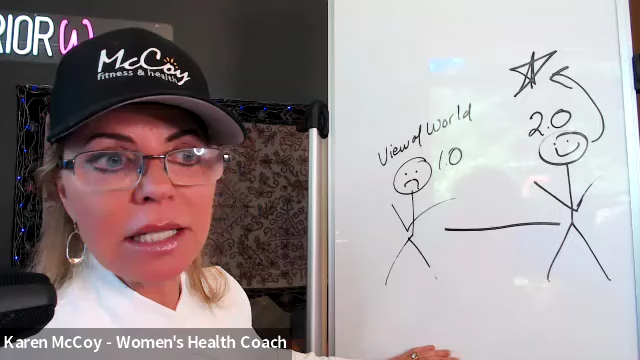 RIOR W
McCoy
fitness & health
View of World
1.0
2.0
Karen McCoy - Women's Health Coach